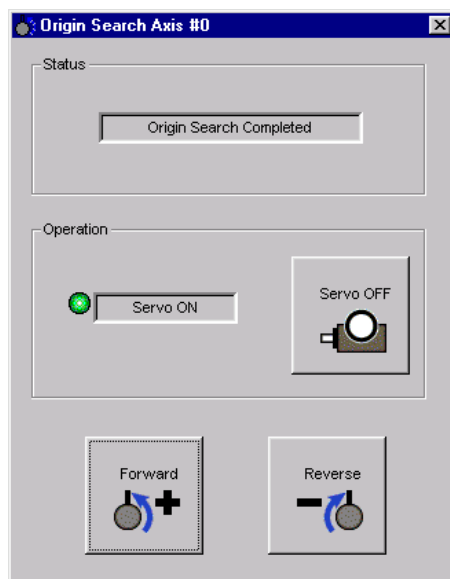 Origin Search Axis #0
Status
Origin Search Completed
Operation
Servo ON
Servo OFF
Forward
Reverse